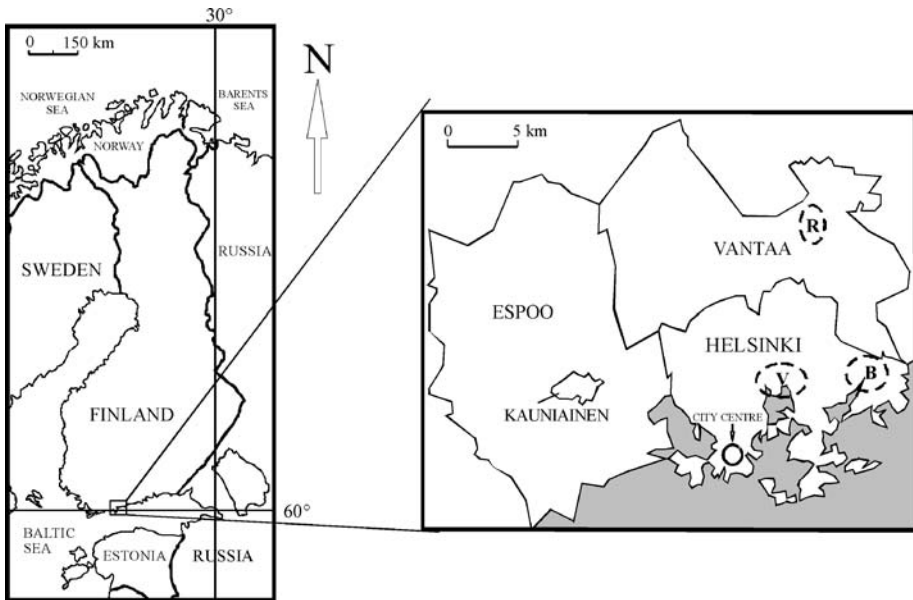 30°
0 150 km
NORWEGIAN
SEA
BARENTS
SEA
NORWAY
SWEDEN
RUSSIA
FINLAND
60°
BALTIC
SEA
ESTONIA
RUSSIA
N
0 5 km
R
VANTAA
ESPOO
HELSINKI
V
B
KAUNIAINEN
CITY CENTRE